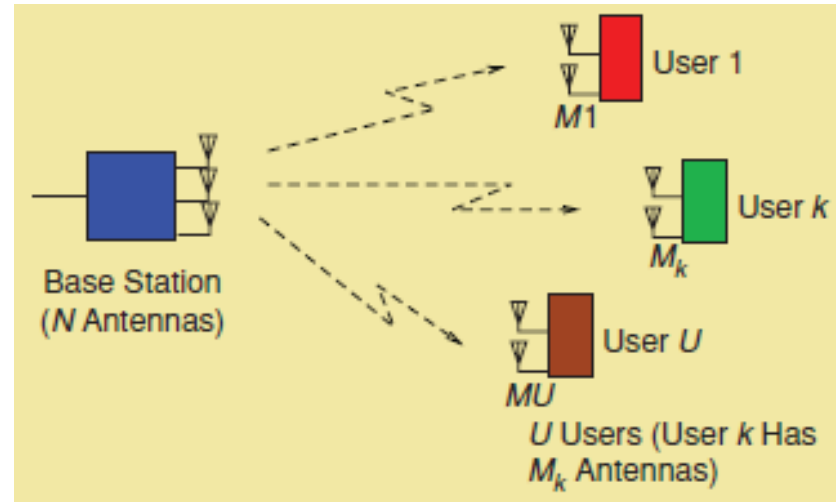 User 1
M1
User k
M_k
Base Station
(N Antennas)
User U
MU
U Users (User k Has
M_k Antennas)